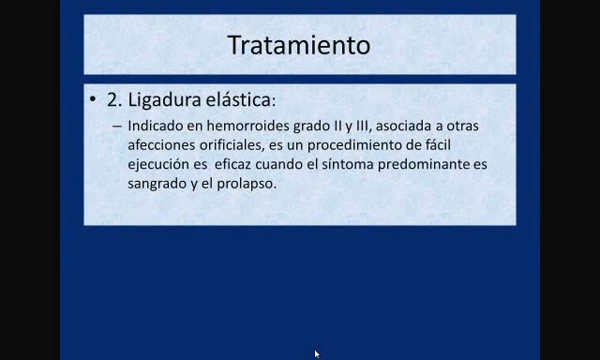 Tratamiento
• 2. Ligadura elástica:
– Indicado en hemorroides grado II y III, asociada a otras
afecciones orificiales, es un procedimiento de fácil
ejecución es  eficaz cuando el síntoma predominante es
sangrado y el prolapso.